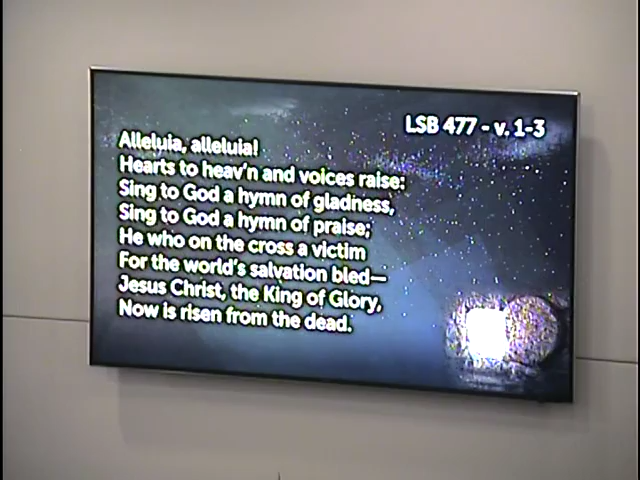 LSB 477 - v. 1-3
Alleluia, alleluia!
Hearts to heav'n and voices raise:
Sing to God a hymn of gladness,
Sing to God a hymn of praise;
He who on the cross a victim
For the world's salvation bled—
Jesus Christ, the King of Glory,
Now is risen from the dead.